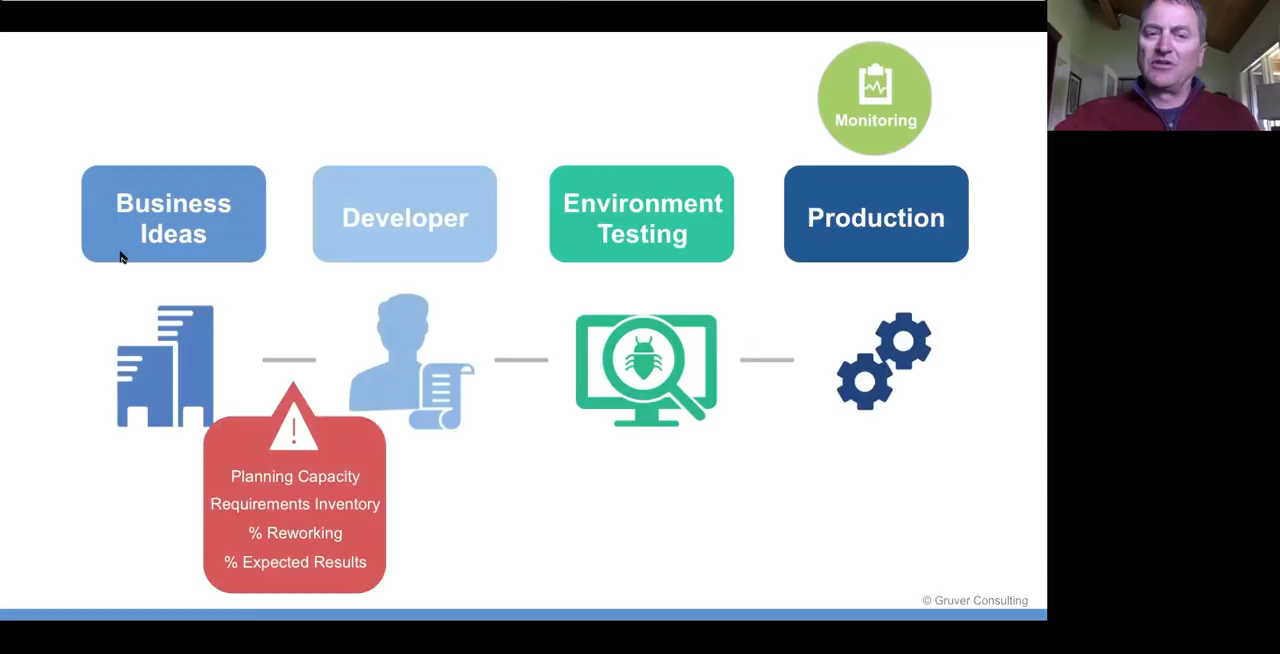 Monitoring
Business
Ideas
Developer
Environment
Testing
Production
!
Planning Capacity
Requirements Inventory
% Reworking
% Expected Results
© Gruver Consulting